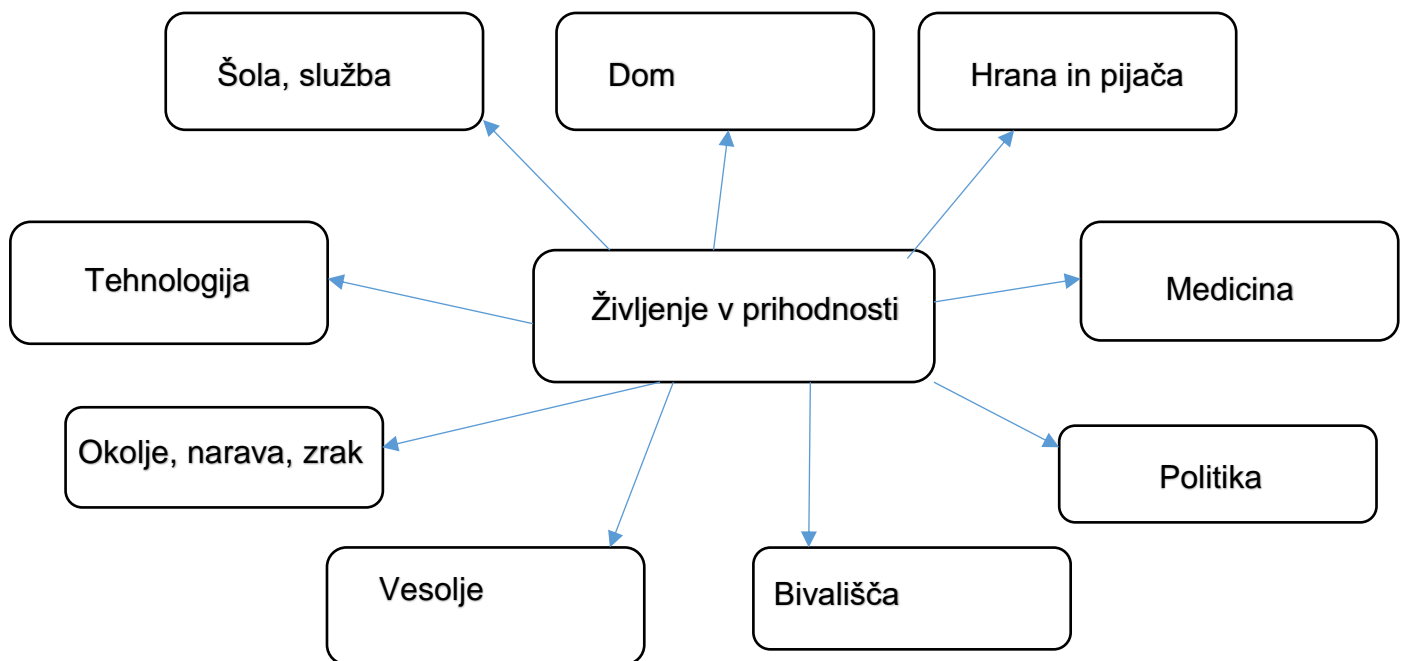 Šola, služba
Dom
Hrana in pijača
Tehnologija
Življenje v prihodnosti
Medicina
Okolje, narava, zrak
Politika
Vesolje
Bivališča